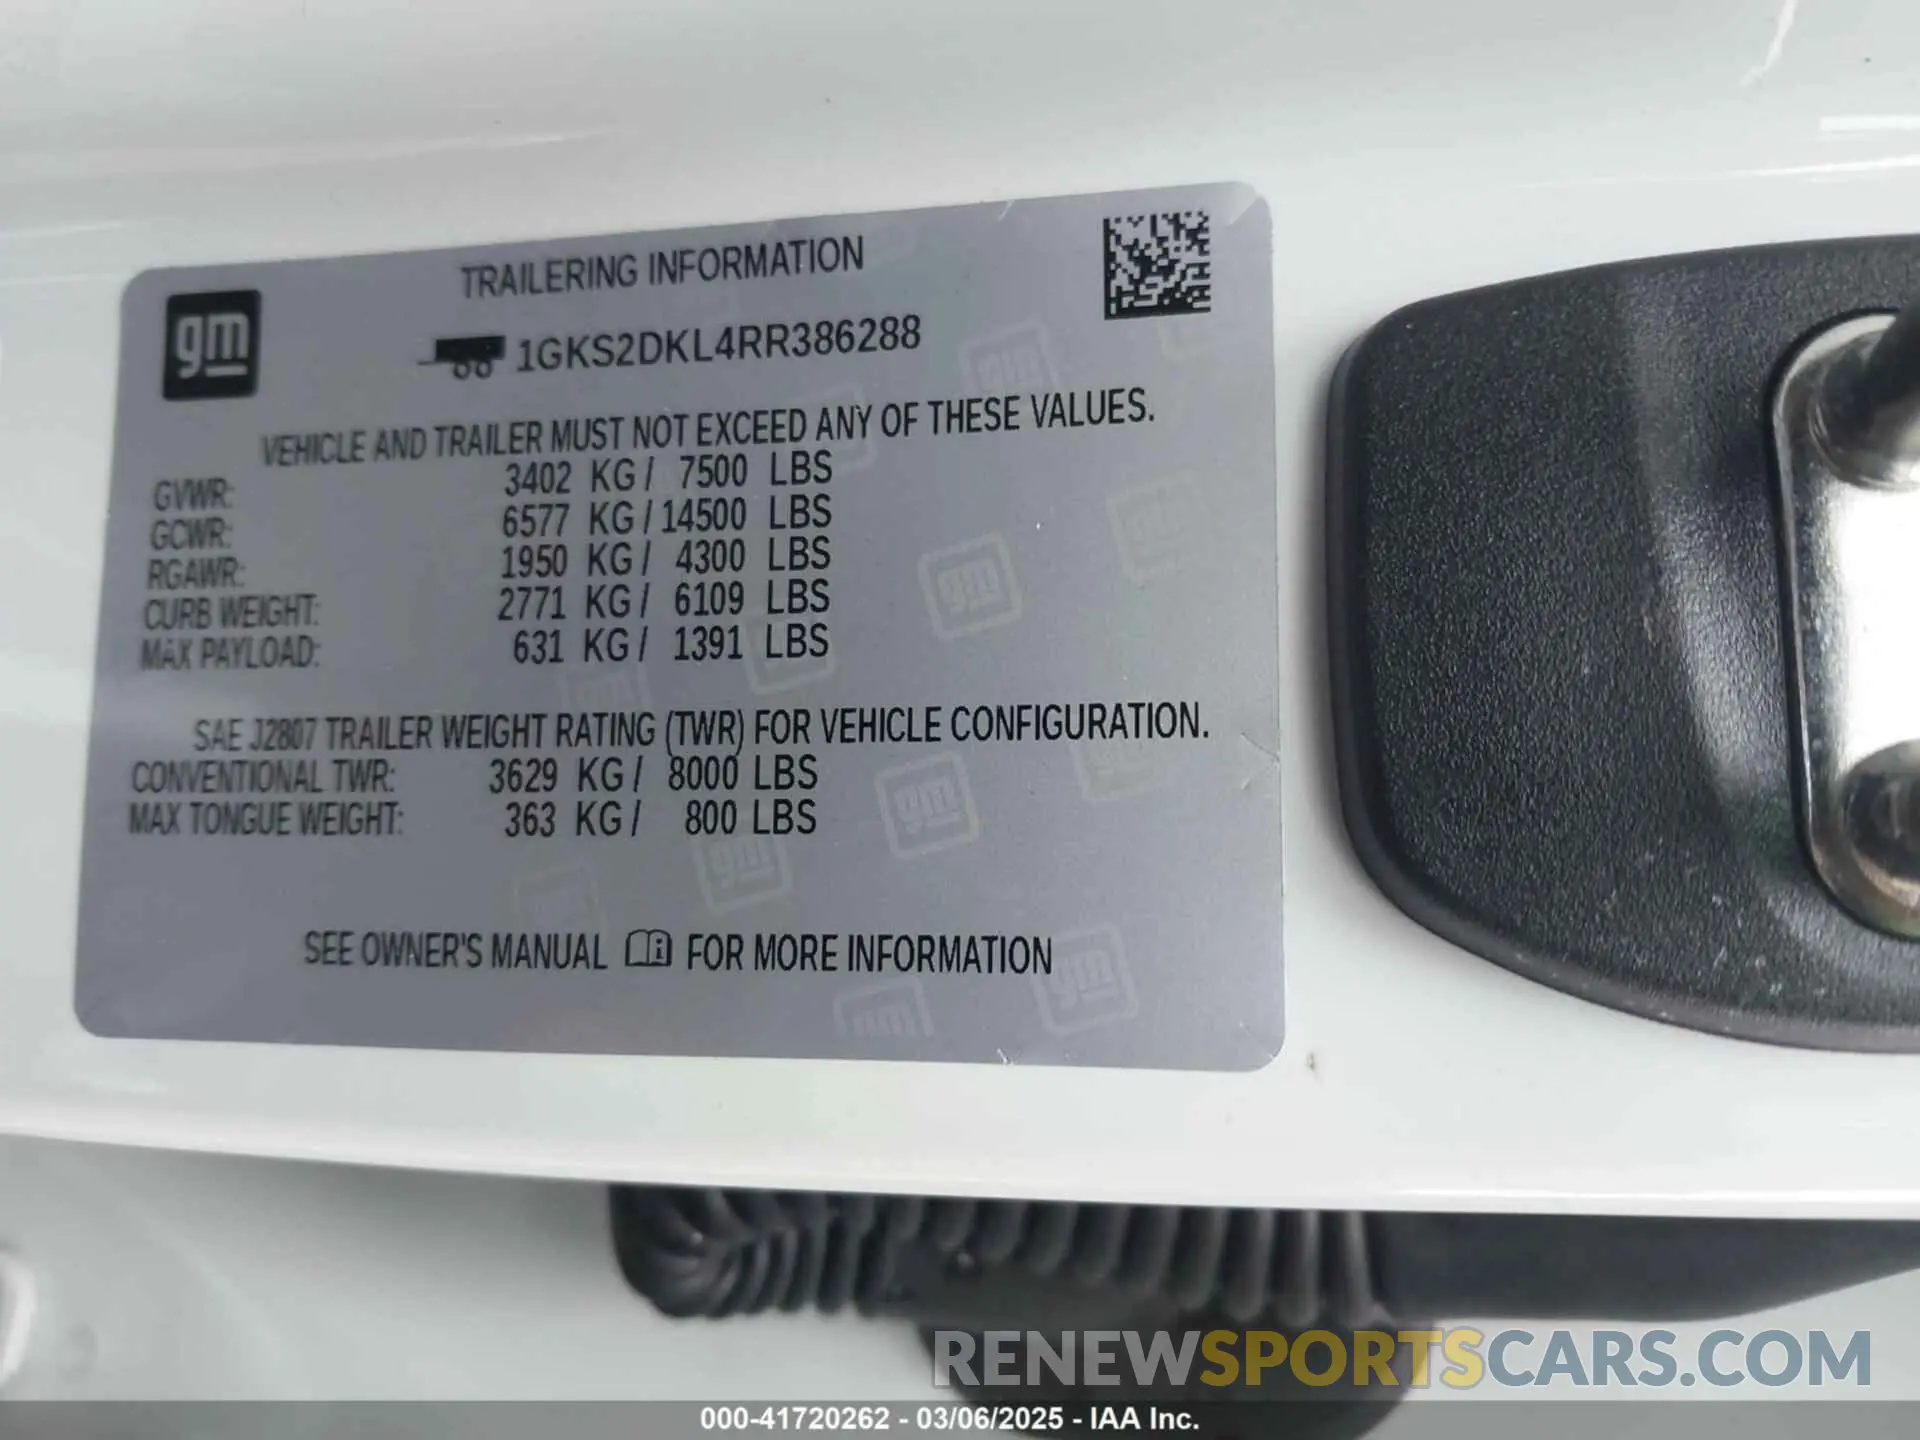 gm
TRAILERING INFORMATION
1GKS2DKL4RR386288
VEHICLE AND TRAILER MUST NOT EXCEED ANY OF THESE VALUES.
GVWR: 3402 KG / 7500 LBS
GCWR: 6577 KG / 14500 LBS
RGAWR: 1950 KG / 4300 LBS
CURB WEIGHT: 2771 KG / 6109 LBS
MAX PAYLOAD: 631 KG / 1391 LBS
SAE J2807 TRAILER WEIGHT RATING (TWR) FOR VEHICLE CONFIGURATION.
CONVENTIONAL TWR: 3629 KG / 8000 LBS
MAX TONGUE WEIGHT: 363 KG / 800 LBS
SEE OWNER'S MANUAL FOR MORE INFORMATION
RENEWSPORTSCARS.COM
000-41720262 - 03/06/2025 - IAA Inc.